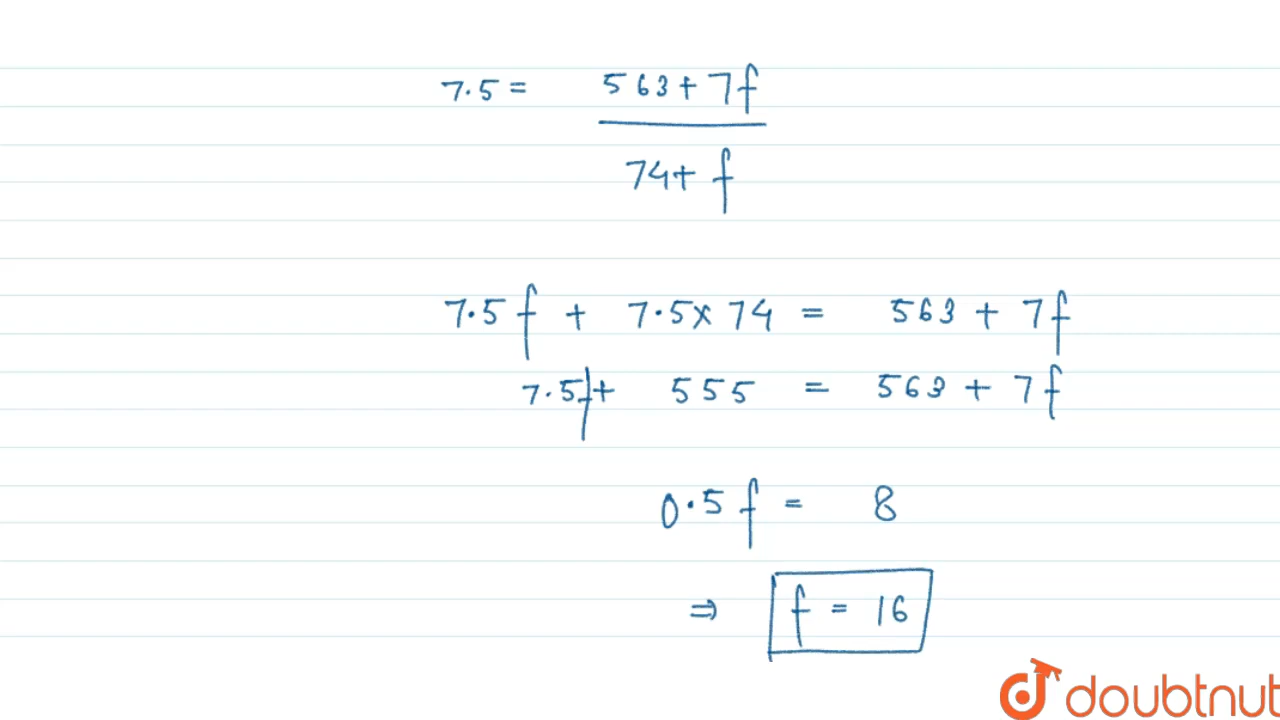 7.5 = 563 + 7f
74 + f
7.5f + 7.5 × 74 = 563 + 7f
7.5f + 555 = 563 + 7f
0.5f = 8
⇒ f = 16
doubtnut